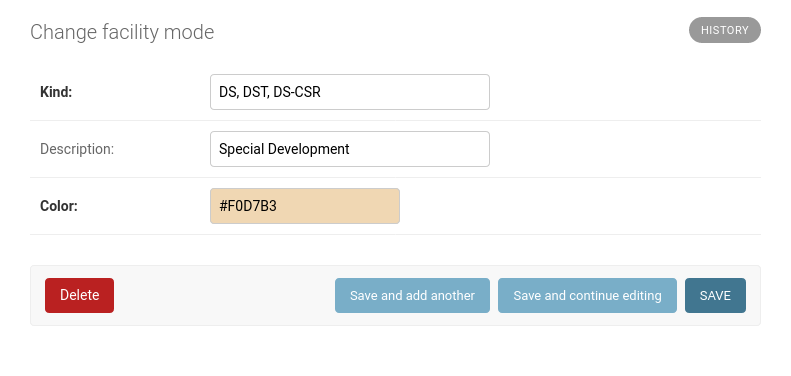 Change facility mode
HISTORY
Kind: DS, DST, DS-CSR
Description: Special Development
Color: #F0D7B3
Delete Save and add another Save and continue editing SAVE